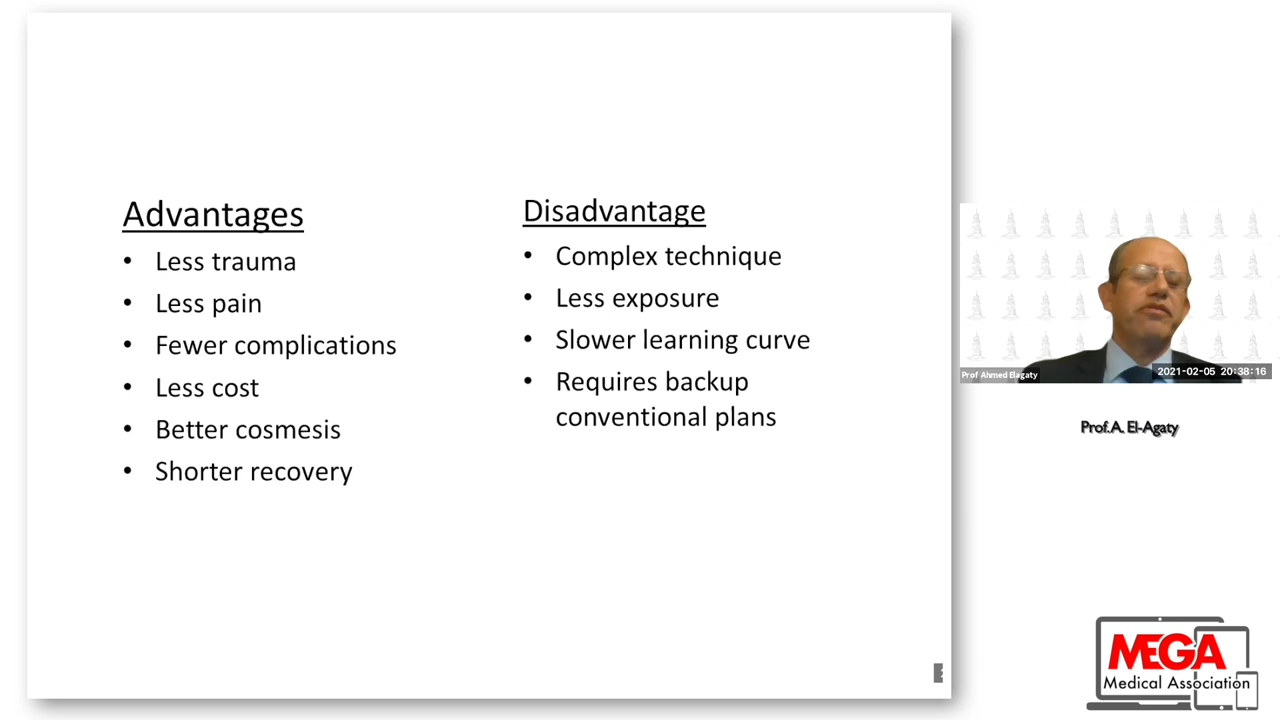 Advantages
• Less trauma
• Less pain
• Fewer complications
• Less cost
• Better cosmesis
• Shorter recovery
Disadvantage
• Complex technique
• Less exposure
• Slower learning curve
• Requires backup
conventional plans
Prof Ahmed Elagaty
2021-02-05 20:38:16
Prof.A. El-Agaty
MEGA
Medical Association